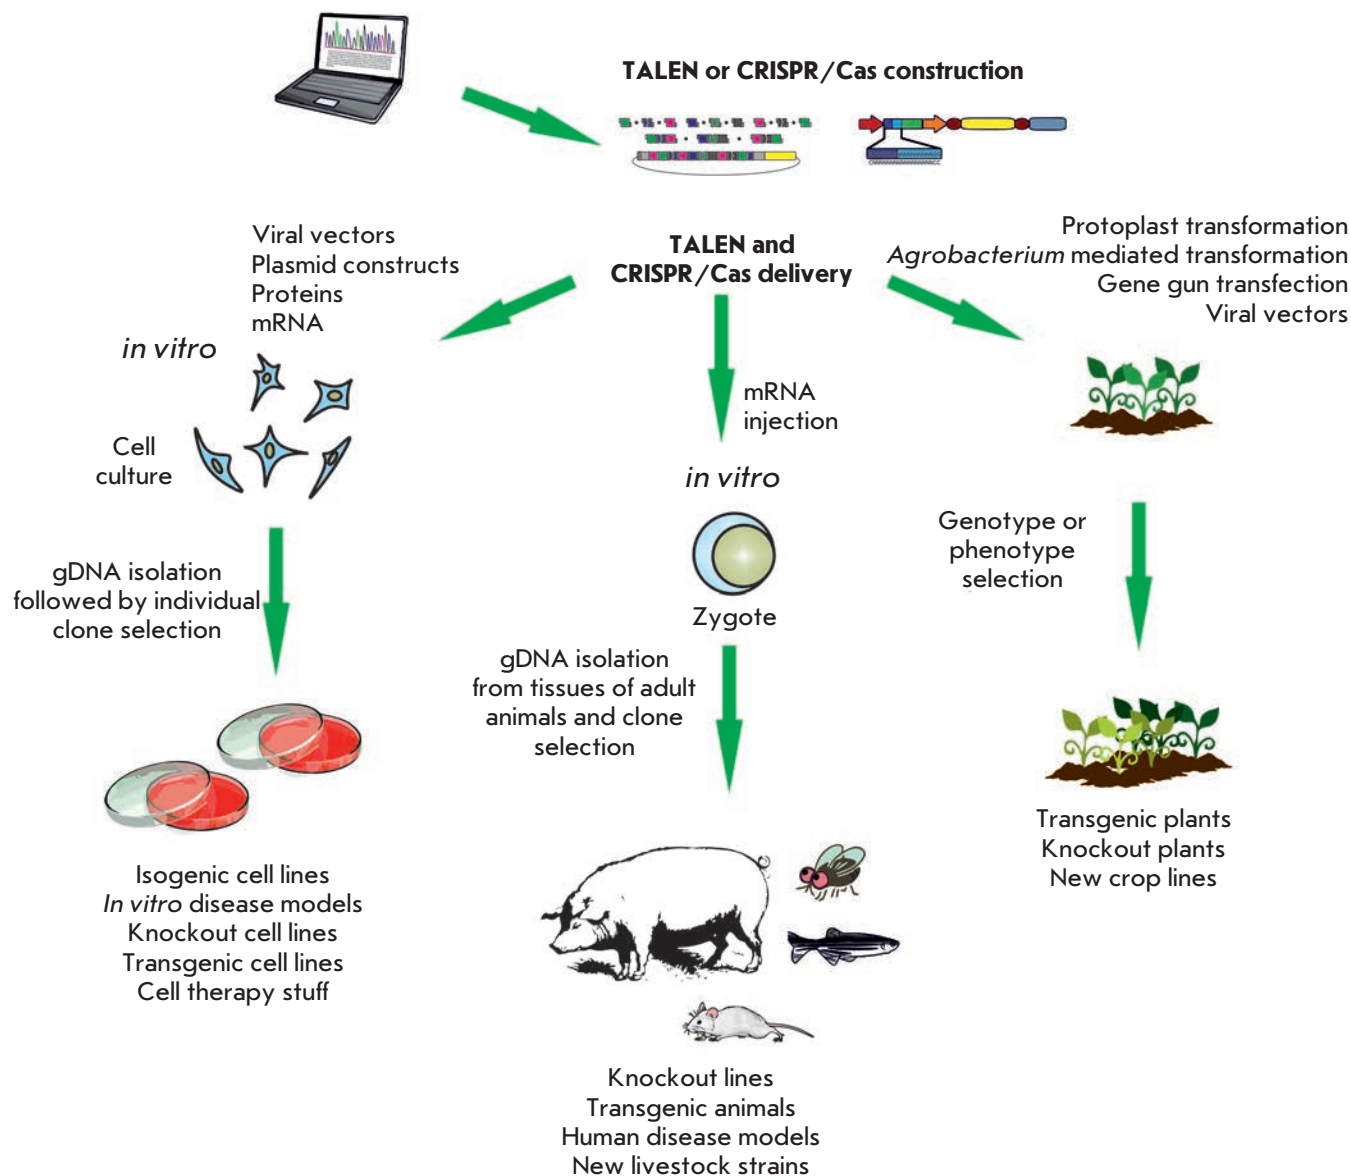 TALEN or CRISPR/Cas construction
Viral vectors
Plasmid constructs
Proteins
mRNA
in vitro
Cell
culture
gDNA isolation
followed by individual
clone selection
Isogenic cell lines
In vitro disease models
Knockout cell lines
Transgenic cell lines
Cell therapy stuff
TALEN and
CRISPR/Cas delivery
mRNA
injection
in vitro
Zygote
gDNA isolation
from tissues of adult
animals and clone
selection
Knockout lines
Transgenic animals
Human disease models
New livestock strains
Protoplast transformation
Agrobacterium mediated transformation
Gene gun transfection
Viral vectors
Genotype or
phenotype
selection
Transgenic plants
Knockout plants
New crop lines